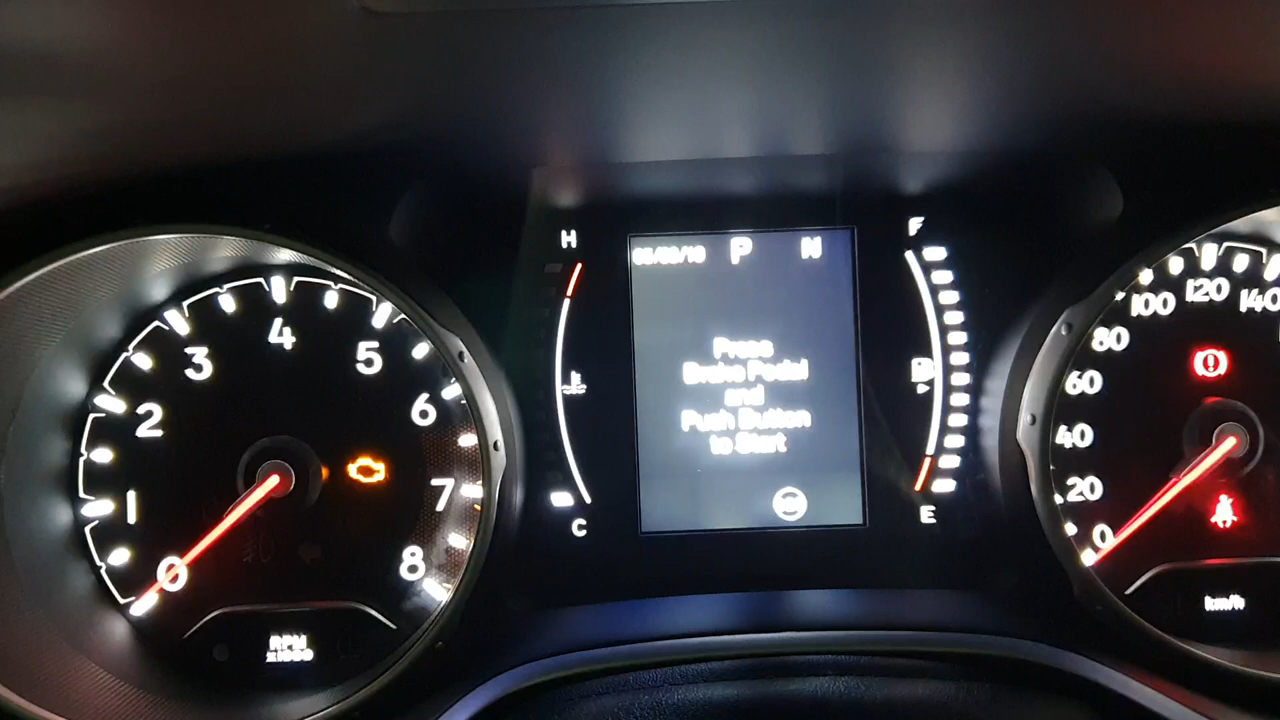 0
1
2
3
4
5
6
7
8
RPM
x1000
H
C
P N
Press
Brake Pedal
and
Push Button
to Start
F
E
0
20
40
60
80
100
120
140
km/h